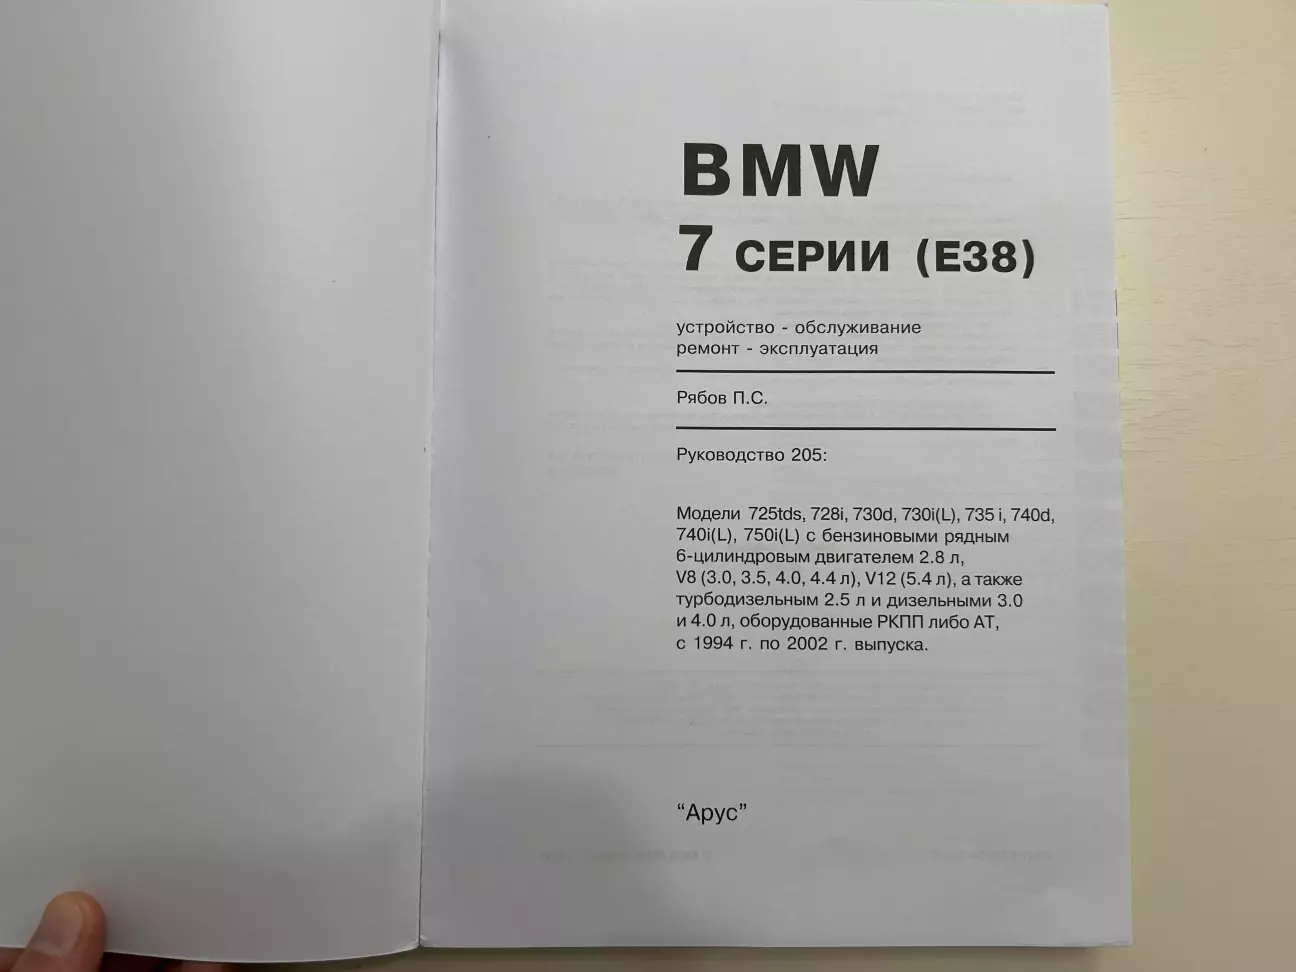 BMW
7 СЕРИИ (Е38)
устройство - обслуживание
ремонт - эксплуатация
Рябов П.С.
Руководство 205:
Модели 725tds, 728i, 730d, 730i(L), 735 i, 740d,
740i(L), 750i(L) с бензиновыми рядным
6-цилиндровым двигателем 2.8 л,
V8 (3.0, 3.5, 4.0, 4.4 л), V12 (5.4 л), а также
турбодизельным 2.5 л и дизельными 3.0
и 4.0 л, оборудованные РКПП либо АТ,
с 1994 г. по 2002 г. выпуска.
“Арус”